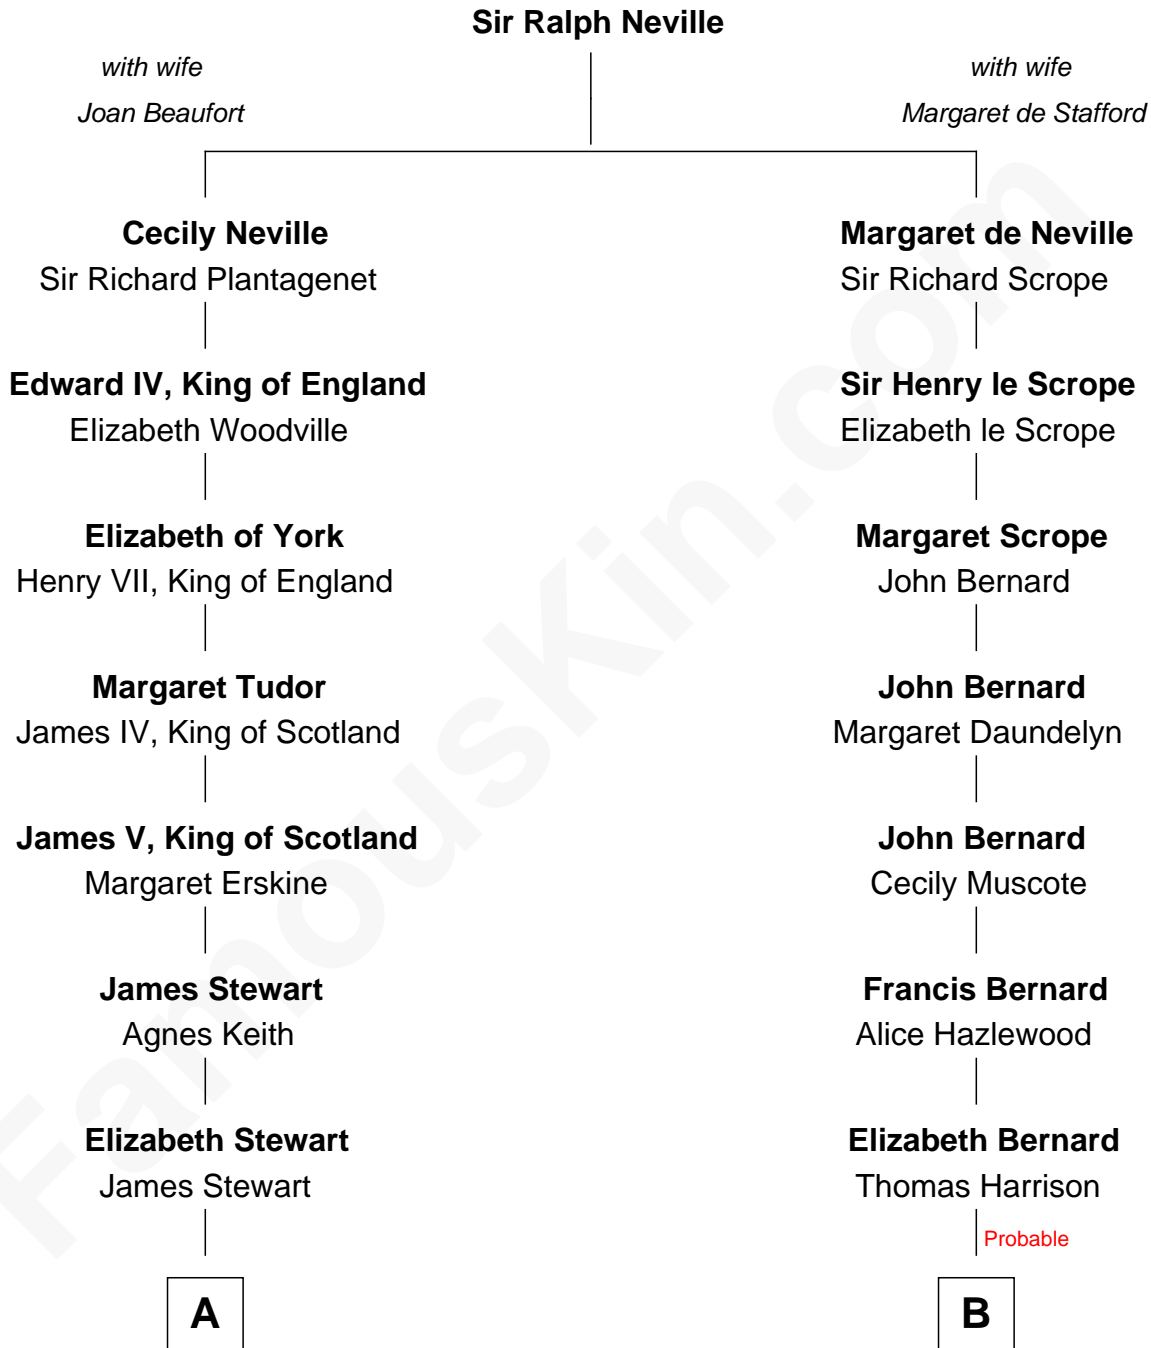 Sir Ralph Neville
with wife
Joan Beaufort
with wife
Margaret de Stafford
Cecily Neville
Sir Richard Plantagenet
Margaret de Neville
Sir Richard Scrope
Edward IV, King of England
Elizabeth Woodville
Sir Henry le Scrope
Elizabeth le Scrope
Elizabeth of York
Henry VII, King of England
Margaret Scrope
John Bernard
Margaret Tudor
James IV, King of Scotland
John Bernard
Margaret Daundelyn
James V, King of Scotland
Margaret Erskine
John Bernard
Cecily Muscote
James Stewart
Agnes Keith
Francis Bernard
Alice Hazlewood
Elizabeth Stewart
James Stewart
Elizabeth Bernard
Thomas Harrison
Probable
A
B
FamousKin.com